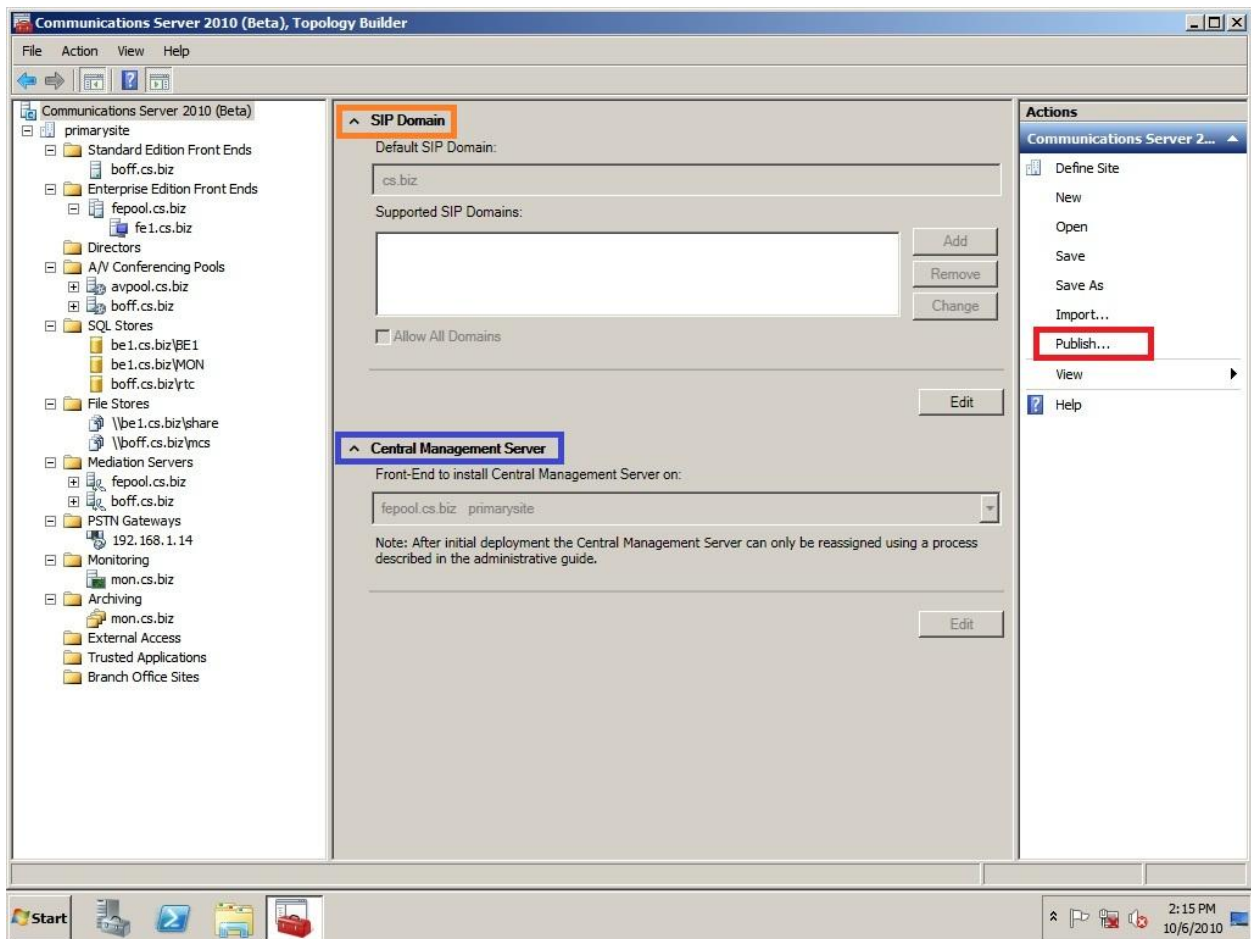 Communications Server 2010 (Beta), Topology Builder
File Action View Help
Communications Server 2010 (Beta)
primarysite
Standard Edition Front Ends
boff.cs.biz
Enterprise Edition Front Ends
fepool.cs.biz
fe1.cs.biz
Directors
A/V Conferencing Pools
avpool.cs.biz
boff.cs.biz
SQL Stores
be1.cs.biz\BE1
be1.cs.biz\MON
boff.cs.biz\rtc
File Stores
\\be1.cs.biz\share
\\boff.cs.biz\mcs
Mediation Servers
fepool.cs.biz
boff.cs.biz
PSTN Gateways
192.168.1.14
Monitoring
mon.cs.biz
Archiving
mon.cs.biz
External Access
Trusted Applications
Branch Office Sites
SIP Domain
Default SIP Domain:
cs.biz
Supported SIP Domains:
Add
Remove
Change
Allow All Domains
Edit
Central Management Server
Front-End to install Central Management Server on:
fepool.cs.biz primarysite
Note: After initial deployment the Central Management Server can only be reassigned using a process
described in the administrative guide.
Edit
Actions
Communications Server 2...
Define Site
New
Open
Save
Save As
Import...
Publish...
View
Help
Start
2:15 PM
10/6/2010